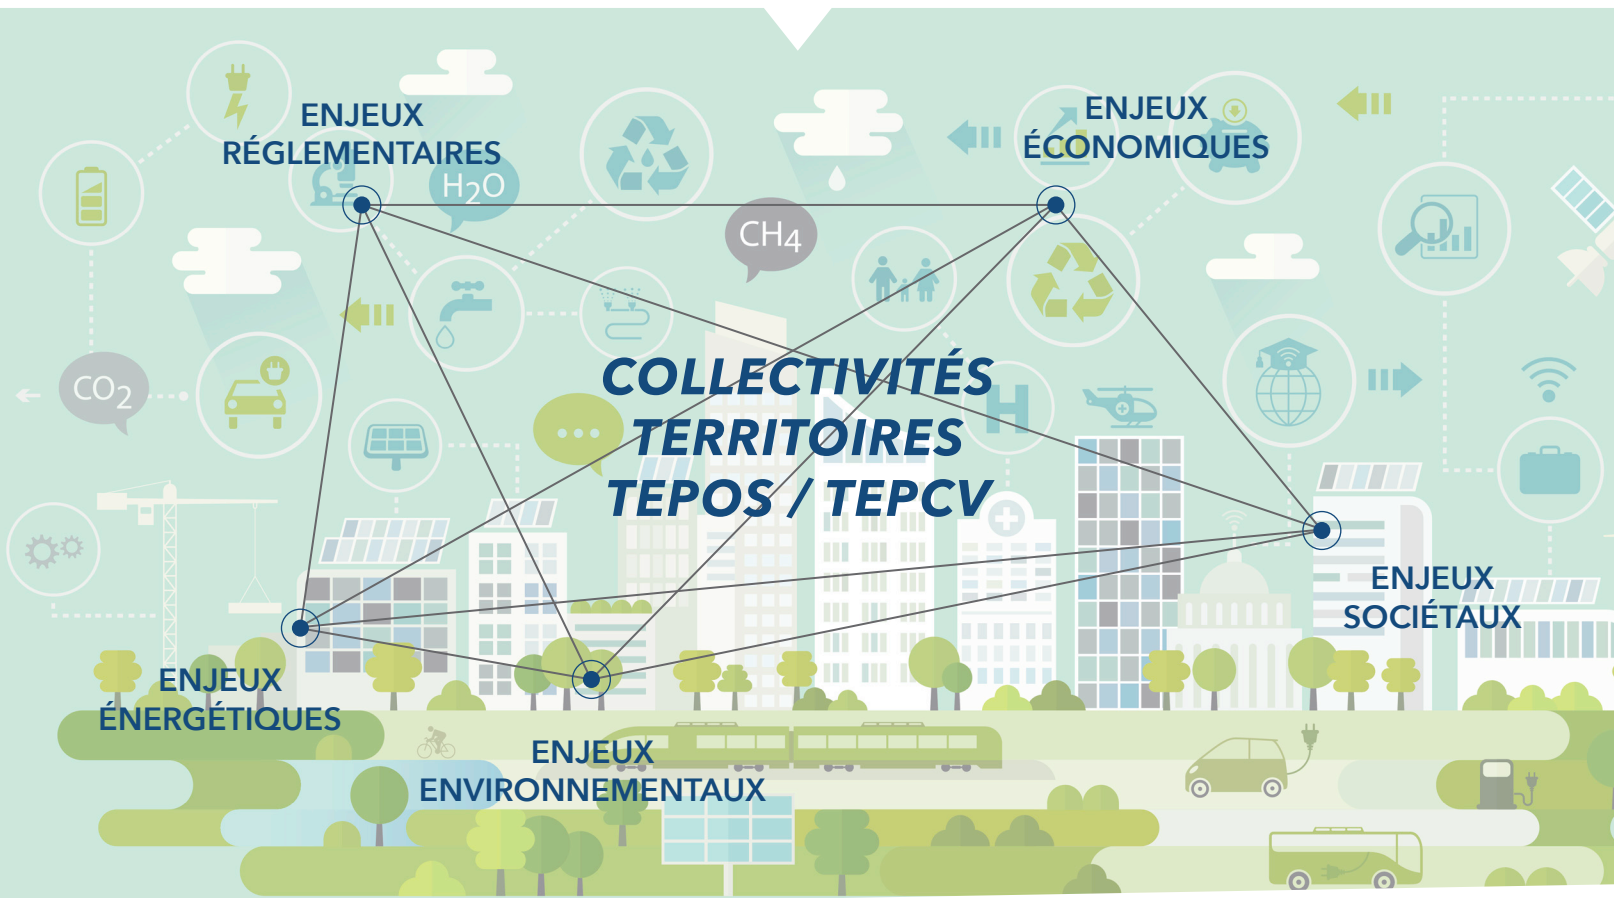 ENJEUX
RÉGLEMENTAIRES
ENJEUX
ÉCONOMIQUES
H2O
CH4
CO2
COLLECTIVITÉS
TERRITOIRES
TEPOS / TEPCV
H
ENJEUX
SOCIÉTAUX
ENJEUX
ÉNERGÉTIQUES
ENJEUX
ENVIRONNEMENTAUX